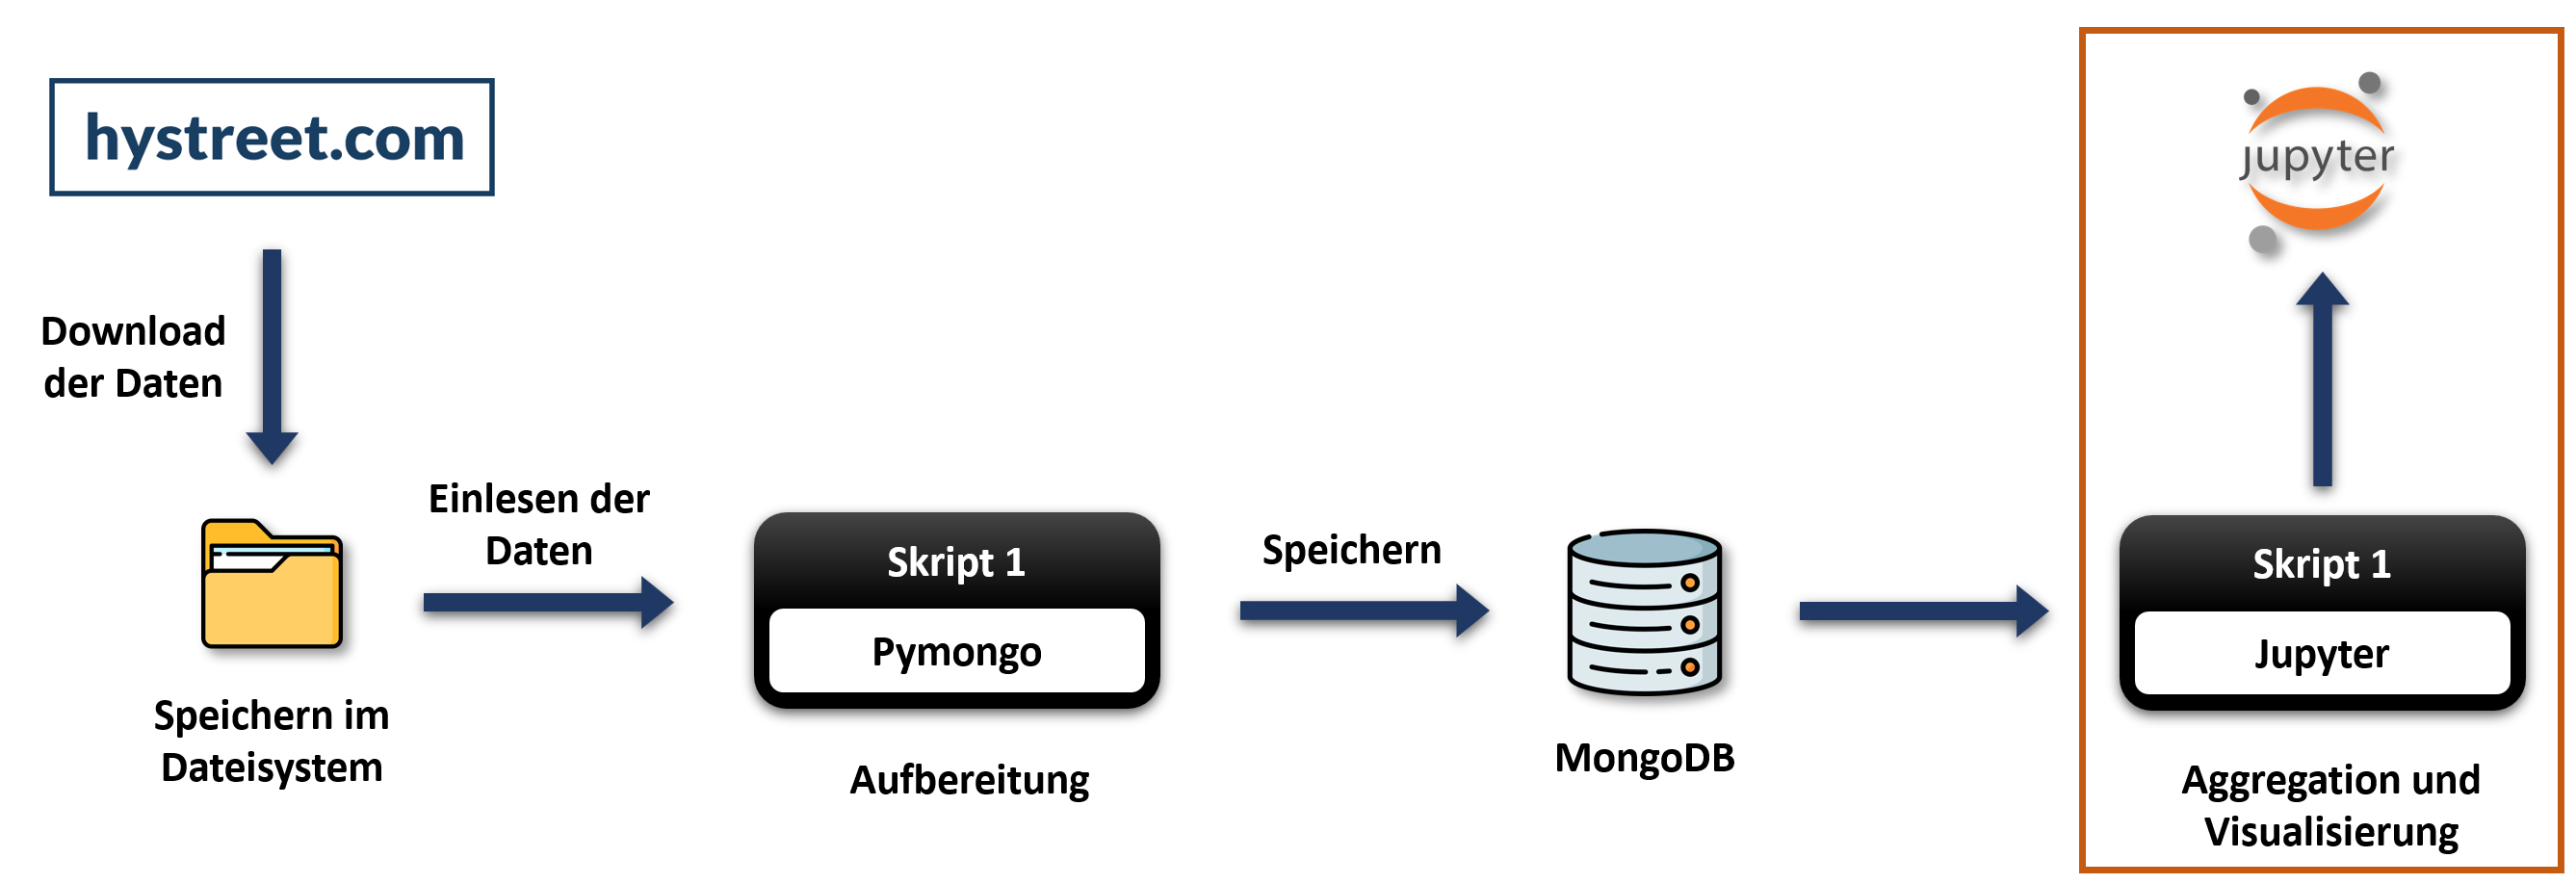 hystreet.com
Download
der Daten
Speichern im
Dateisystem
Einlesen der
Daten
Skript 1
Pymongo
Aufbereitung
Speichern
MongoDB
jupyter
Skript 1
Jupyter
Aggregation und
Visualisierung